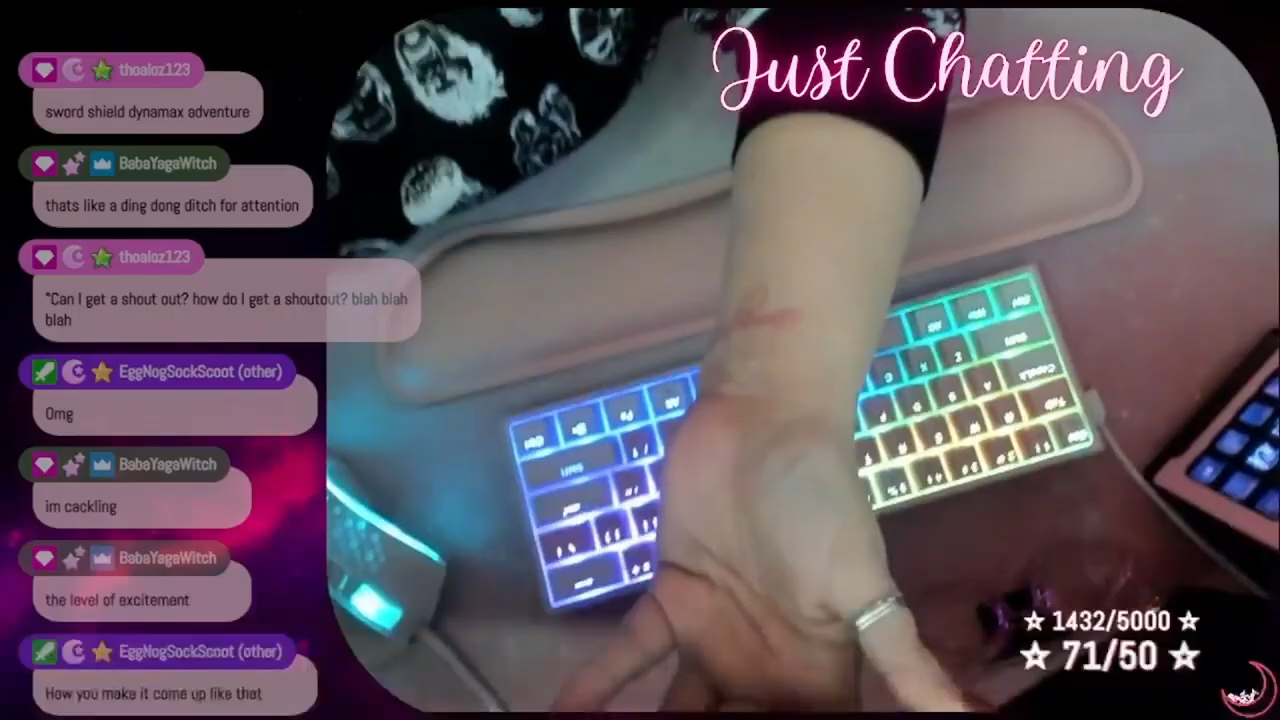 Just Chatting
thoaloz123
sword shield dynamax adventure
BabaYagaWitch
thats like a ding dong ditch for attention
thoaloz123
"Can I get a shout out? how do I get a shoutout? blah blah
blah
EggNogSockScoot (other)
Omg
BabaYagaWitch
im cackling
BabaYagaWitch
the level of excitement
EggNogSockScoot (other)
How you make it come up like that
☆ 1432/5000 ☆
☆ 71/50 ☆